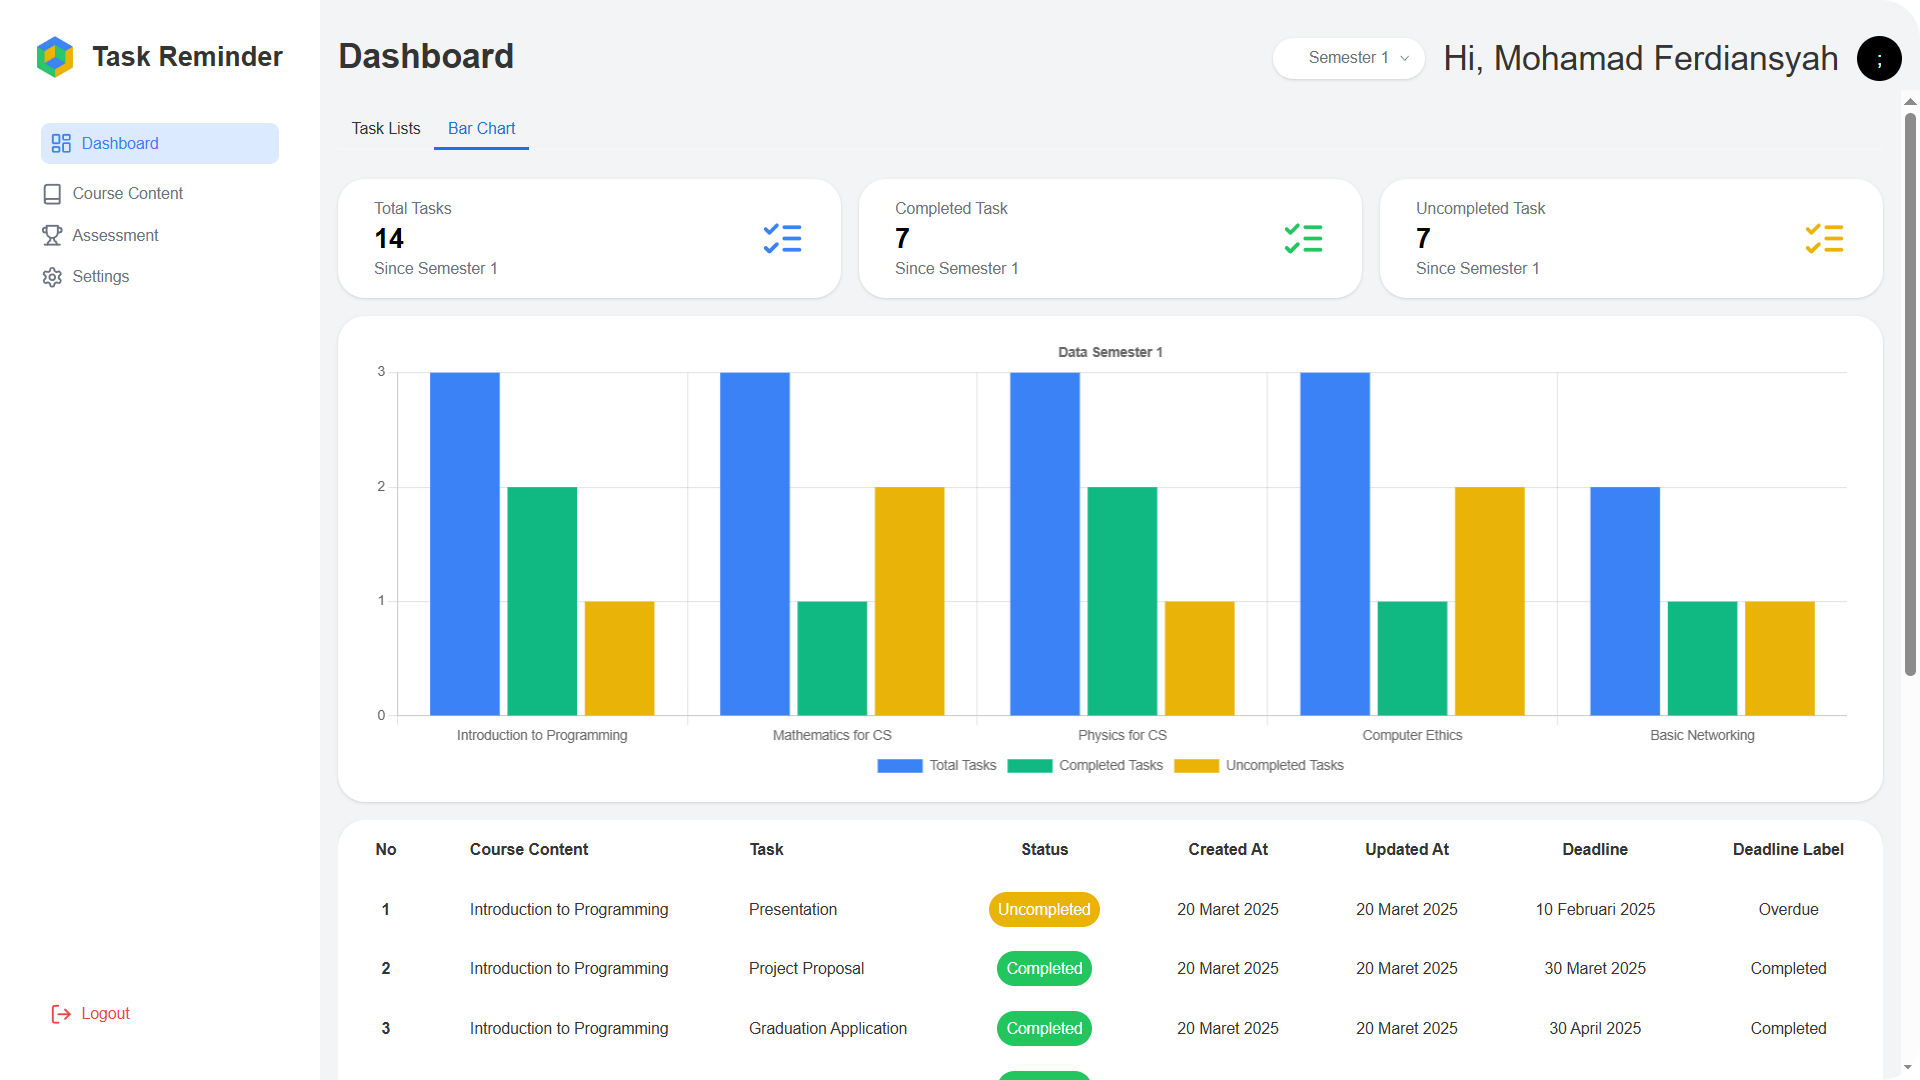 Task Reminder
Dashboard
Course Content
Assessment
Settings
Logout
Dashboard
Semester 1
Hi, Mohamad Ferdiansyah
;
Task Lists
Bar Chart
Total Tasks
14
Since Semester 1
Completed Task
7
Since Semester 1
Uncompleted Task
7
Since Semester 1
Data Semester 1
3
2
1
0
Introduction to Programming
Mathematics for CS
Physics for CS
Computer Ethics
Basic Networking
Total Tasks
Completed Tasks
Uncompleted Tasks
No Course Content Task Status Created At Updated At Deadline Deadline Label
1 Introduction to Programming Presentation Uncompleted 20 Maret 2025 20 Maret 2025 10 Februari 2025 Overdue
2 Introduction to Programming Project Proposal Completed 20 Maret 2025 20 Maret 2025 30 Maret 2025 Completed
3 Introduction to Programming Graduation Application Completed 20 Maret 2025 20 Maret 2025 30 April 2025 Completed